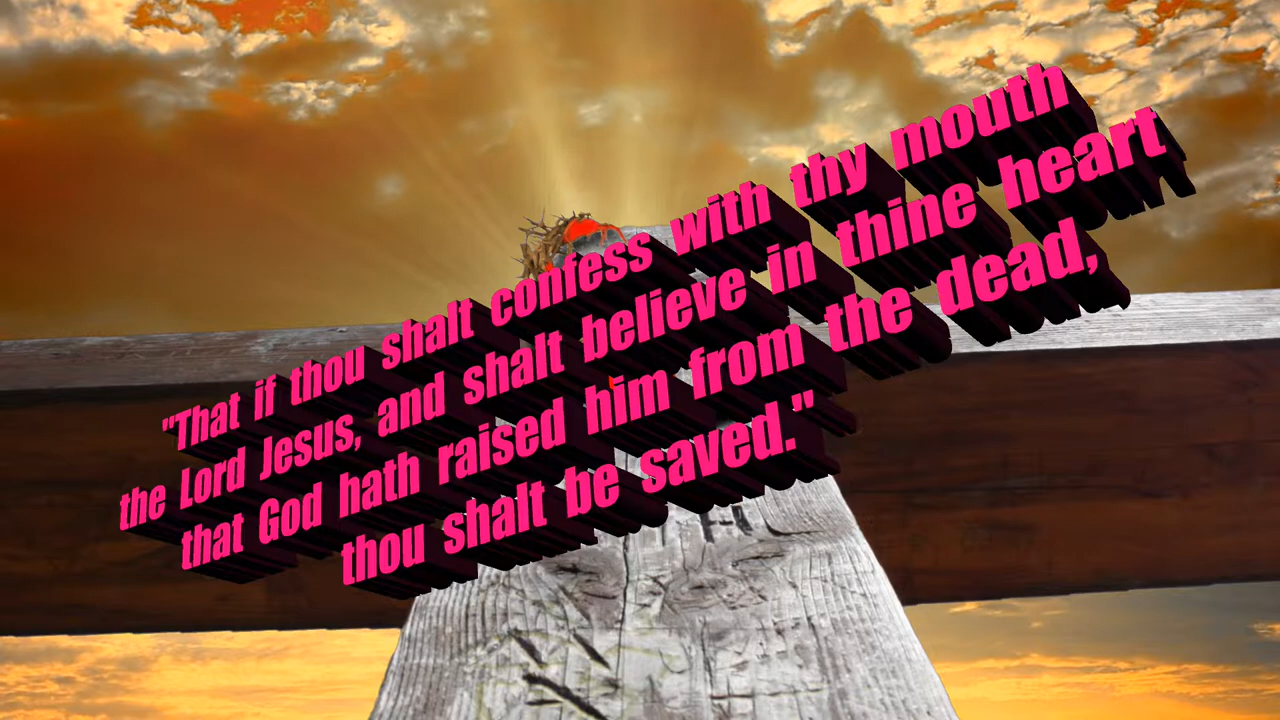 "That if thou shalt confess with thy mouth
the Lord Jesus, and shalt believe in thine heart
that God hath raised him from the dead,
thou shalt be saved."